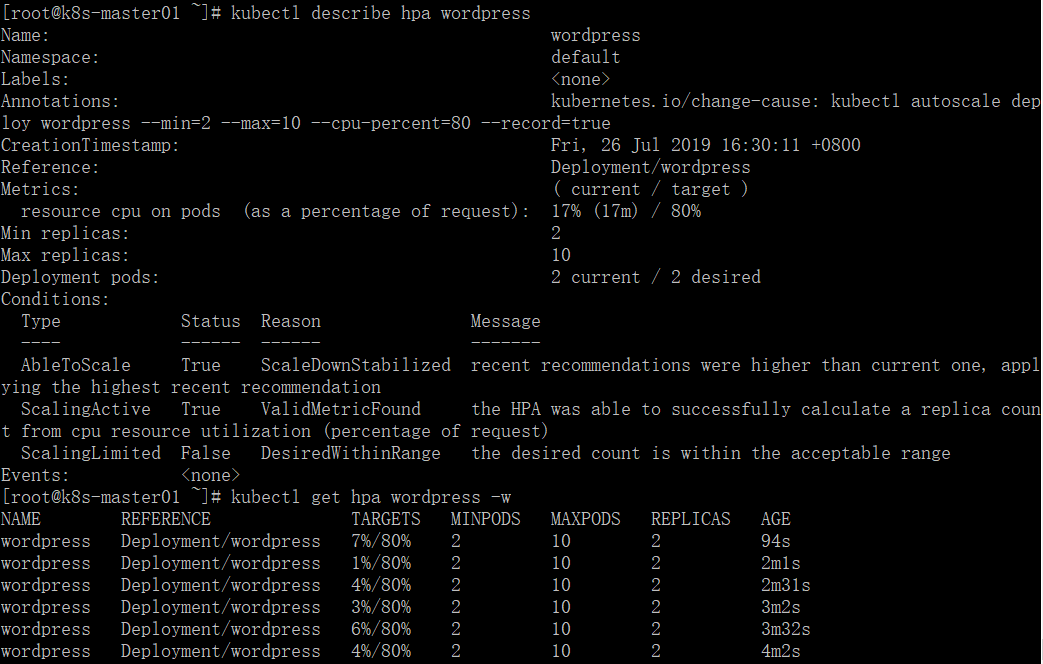 [root@k8s-master01 ~]# kubectl describe hpa wordpress
Name:                                                  wordpress
Namespace:                                             default
Labels:                                                <none>
Annotations:                                           kubernetes.io/change-cause: kubectl autoscale dep
loy wordpress --min=2 --max=10 --cpu-percent=80 --record=true
CreationTimestamp:                                     Fri, 26 Jul 2019 16:30:11 +0800
Reference:                                             Deployment/wordpress
Metrics:                                               ( current / target )
  resource cpu on pods  (as a percentage of request):  17% (17m) / 80%
Min replicas:                                          2
Max replicas:                                          10
Deployment pods:                                       2 current / 2 desired
Conditions:
  Type            Status  Reason               Message
  ----            ------  ------               -------
  AbleToScale     True    ScaleDownStabilized  recent recommendations were higher than current one, appl
ying the highest recent recommendation
  ScalingActive   True    ValidMetricFound     the HPA was able to successfully calculate a replica coun
t from cpu resource utilization (percentage of request)
  ScalingLimited  False   DesiredWithinRange   the desired count is within the acceptable range
Events:           <none>
[root@k8s-master01 ~]# kubectl get hpa wordpress -w
NAME        REFERENCE              TARGETS   MINPODS   MAXPODS   REPLICAS   AGE
wordpress   Deployment/wordpress   7%/80%    2         10        2          94s
wordpress   Deployment/wordpress   1%/80%    2         10        2          2m1s
wordpress   Deployment/wordpress   4%/80%    2         10        2          2m31s
wordpress   Deployment/wordpress   3%/80%    2         10        2          3m2s
wordpress   Deployment/wordpress   6%/80%    2         10        2          3m32s
wordpress   Deployment/wordpress   4%/80%    2         10        2          4m2s